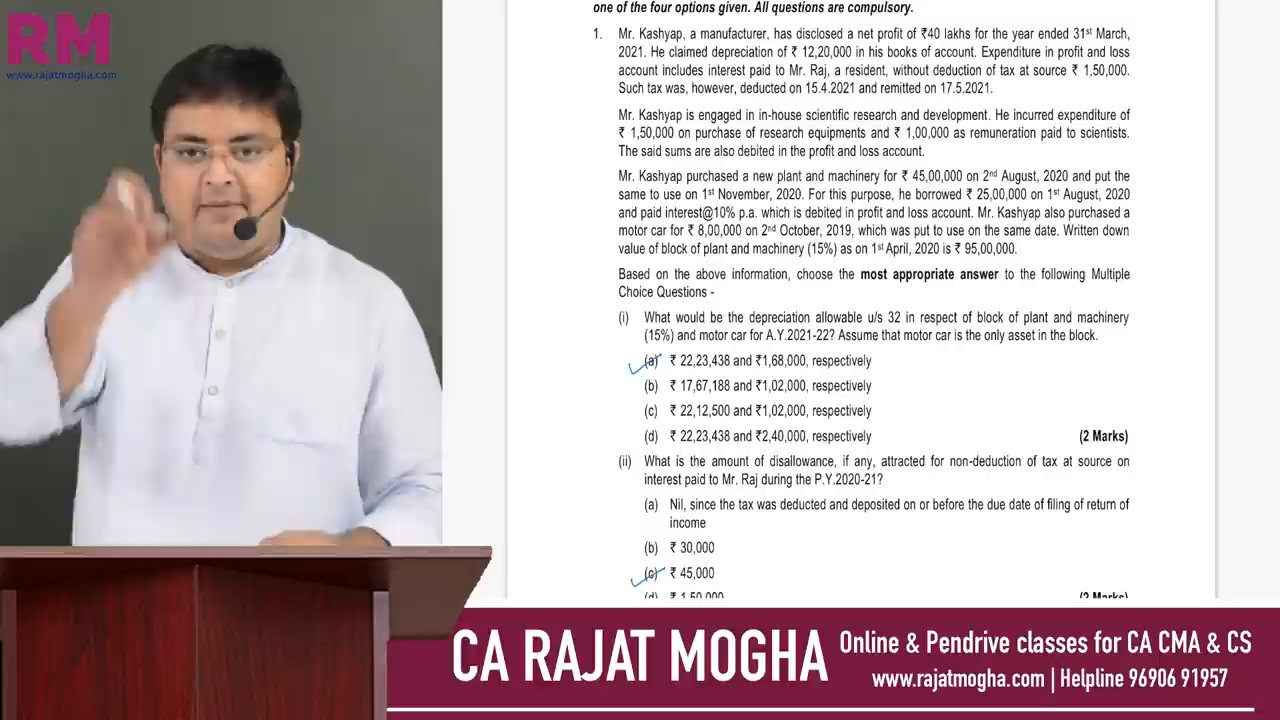 RM
www.rajatmogha.com
one of the four options given. All questions are compulsory.
1. Mr. Kashyap, a manufacturer, has disclosed a net profit of ₹40 lakhs for the year ended 31st March,
2021. He claimed depreciation of ₹ 12,20,000 in his books of account. Expenditure in profit and loss
account includes interest paid to Mr. Raj, a resident, without deduction of tax at source ₹ 1,50,000.
Such tax was, however, deducted on 15.4.2021 and remitted on 17.5.2021.
Mr. Kashyap is engaged in in-house scientific research and development. He incurred expenditure of
₹ 1,50,000 on purchase of research equipments and ₹ 1,00,000 as remuneration paid to scientists.
The said sums are also debited in the profit and loss account.
Mr. Kashyap purchased a new plant and machinery for ₹ 45,00,000 on 2nd August, 2020 and put the
same to use on 1st November, 2020. For this purpose, he borrowed ₹ 25,00,000 on 1st August, 2020
and paid interest@10% p.a. which is debited in profit and loss account. Mr. Kashyap also purchased a
motor car for ₹ 8,00,000 on 2nd October, 2019, which was put to use on the same date. Written down
value of block of plant and machinery (15%) as on 1st April, 2020 is ₹ 95,00,000.
Based on the above information, choose the most appropriate answer to the following Multiple
Choice Questions -
(i) What would be the depreciation allowable u/s 32 in respect of block of plant and machinery
(15%) and motor car for A.Y.2021-22? Assume that motor car is the only asset in the block.
(a) ₹ 22,23,438 and ₹1,68,000, respectively
(b) ₹ 17,67,188 and ₹1,02,000, respectively
(c) ₹ 22,12,500 and ₹1,02,000, respectively
(d) ₹ 22,23,438 and ₹2,40,000, respectively (2 Marks)
(ii) What is the amount of disallowance, if any, attracted for non-deduction of tax at source on
interest paid to Mr. Raj during the P.Y.2020-21?
(a) Nil, since the tax was deducted and deposited on or before the due date of filing of return of
income
(b) ₹ 30,000
(c) ₹ 45,000
(d) ₹ 1,50,000 (2 Marks)
CA RAJAT MOGHA
Online & Pendrive classes for CA CMA & CS
www.rajatmogha.com | Helpline 96906 91957